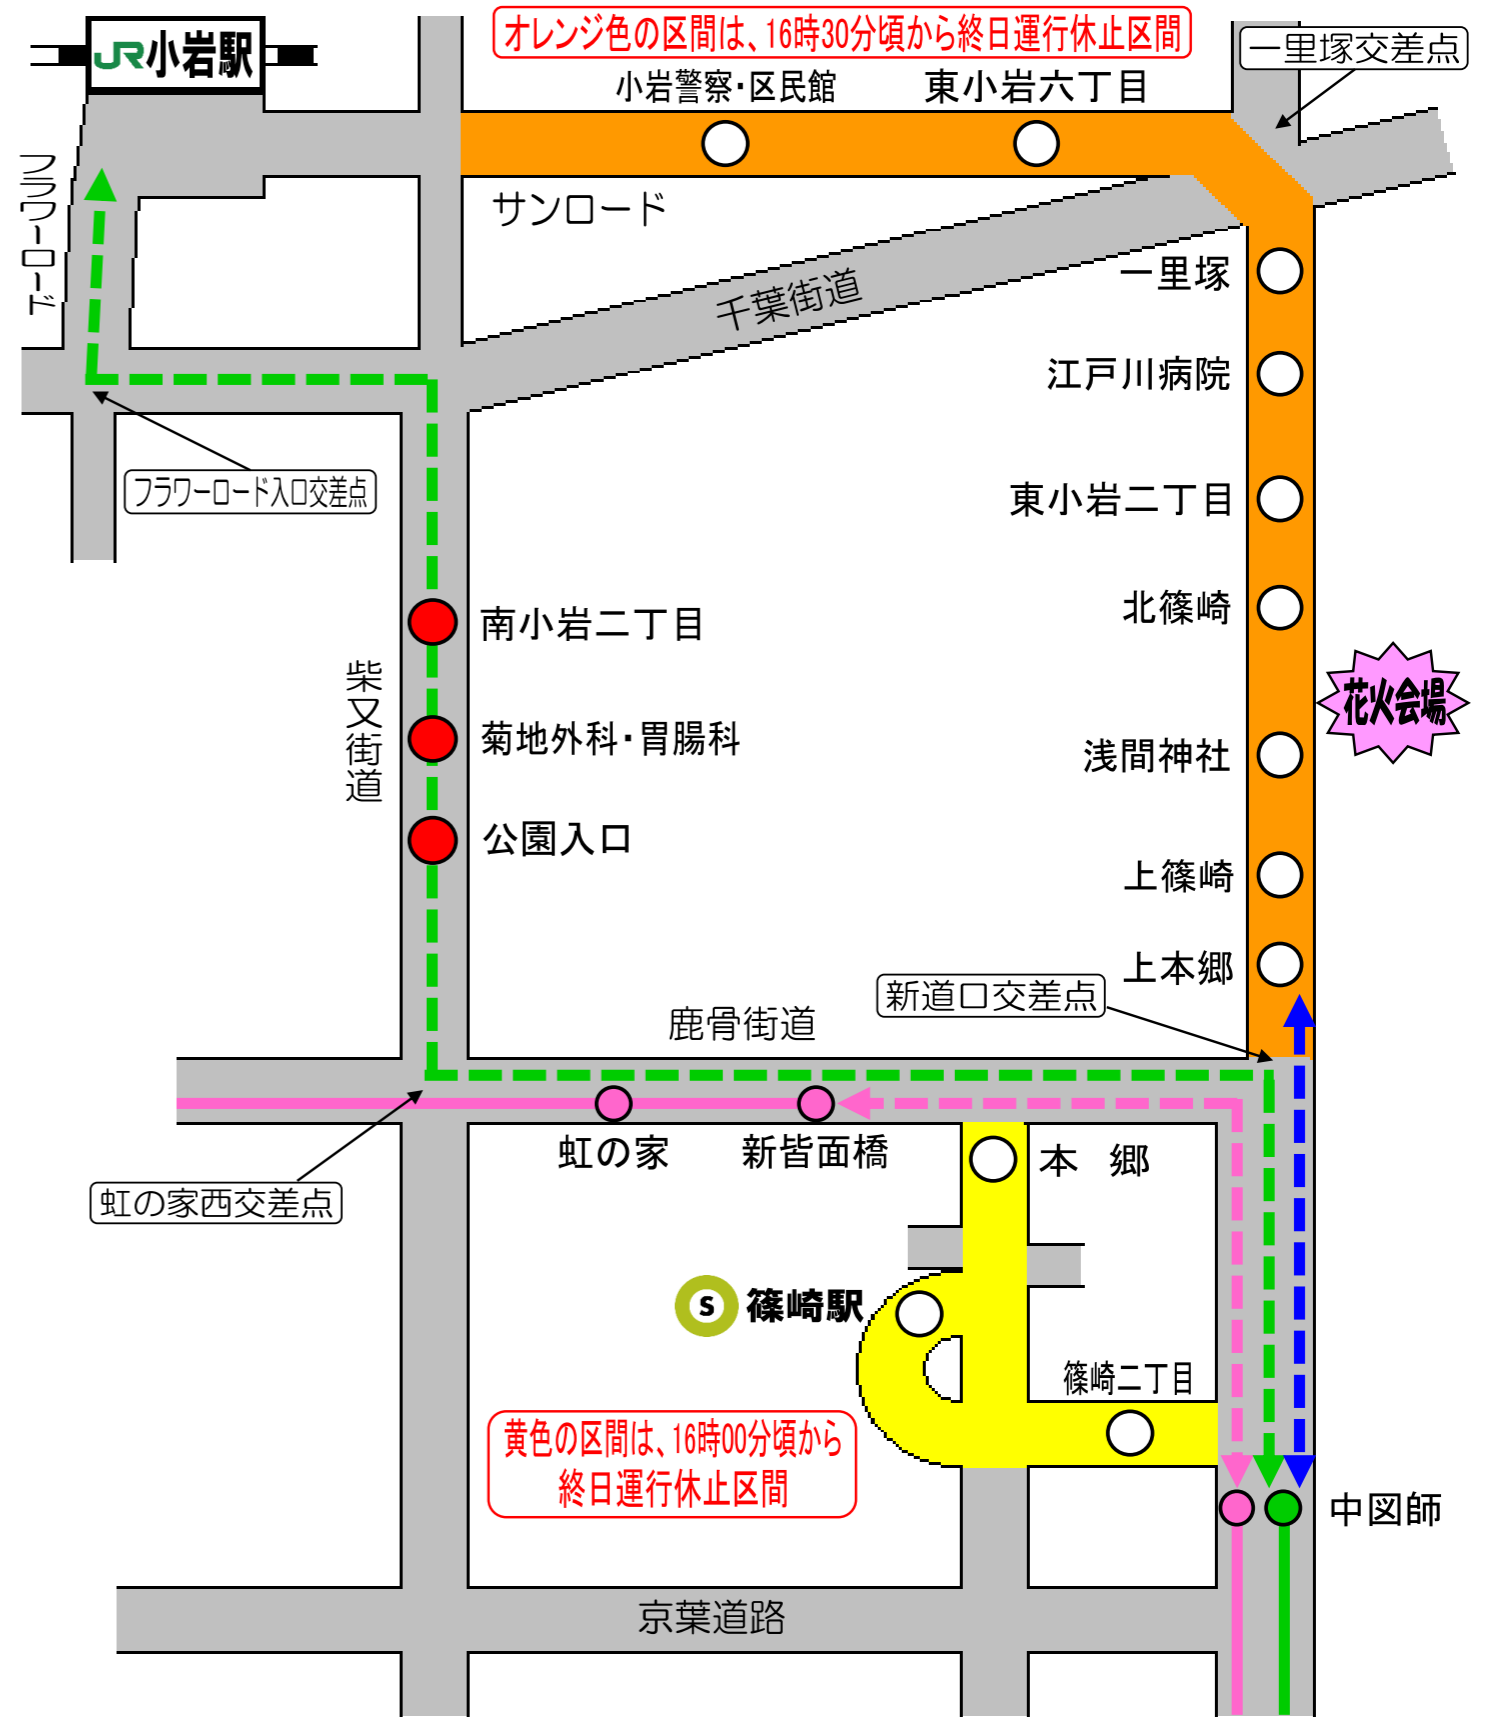 JR小岩駅
オレンジ色の区間は、16時30分頃から終日運行休止区間
一里塚交差点
小岩警察・区民館
東小岩六丁目
フラワーロード
サンロード
千葉街道
一里塚
江戸川病院
フラワーロード入口交差点
東小岩二丁目
南小岩二丁目
北篠崎
柴又街道
花火会場
菊地外科・胃腸科
浅間神社
公園入口
上篠崎
上本郷
新道口交差点
鹿骨街道
虹の家
新皆面橋
本　郷
虹の家西交差点
S 篠崎駅
篠崎二丁目
黄色の区間は、16時00分頃から
終日運行休止区間
中図師
京葉道路